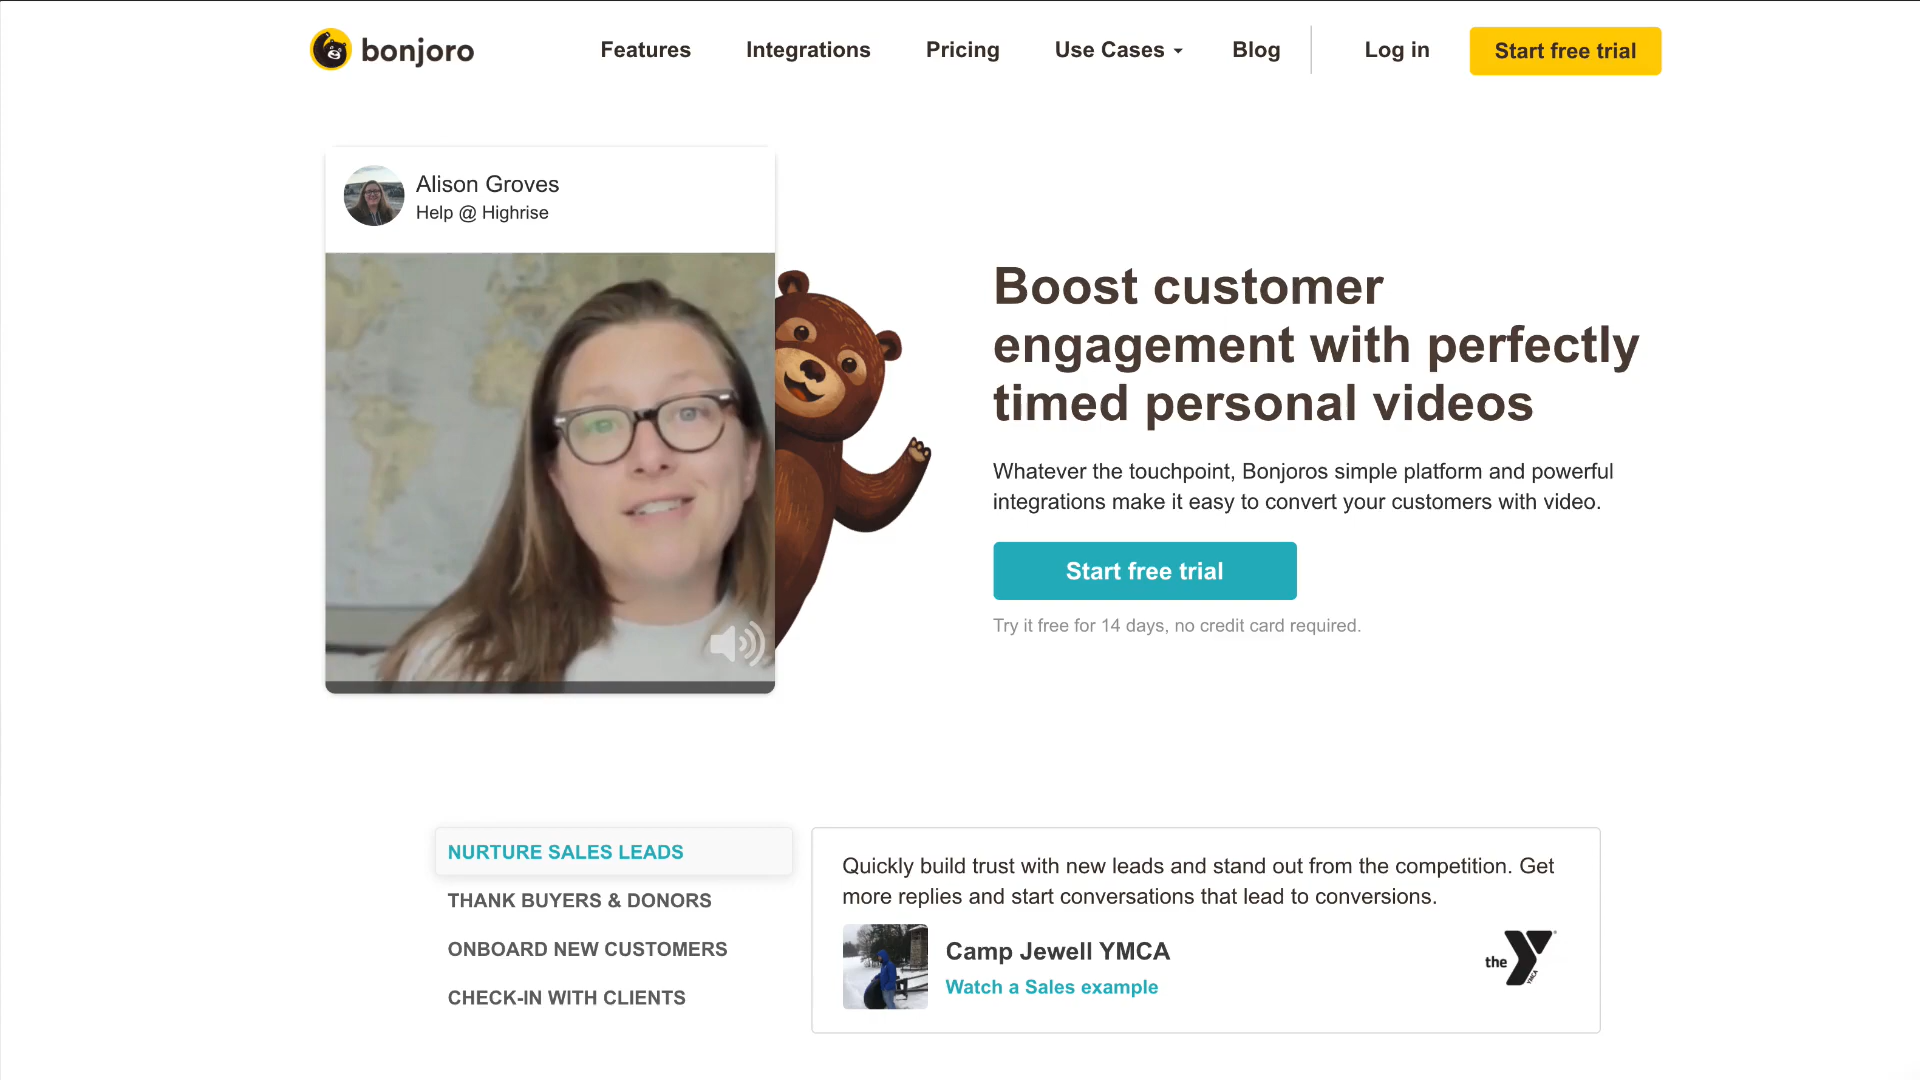 bonjoro
Features
Integrations
Pricing
Use Cases
Blog
Log in
Start free trial
Alison Groves
Help @ Highrise
Boost customer
engagement with perfectly
timed personal videos
Whatever the touchpoint, Bonjoros simple platform and powerful
integrations make it easy to convert your customers with video.
Start free trial
Try it free for 14 days, no credit card required.
NURTURE SALES LEADS
THANK BUYERS & DONORS
ONBOARD NEW CUSTOMERS
CHECK-IN WITH CLIENTS
Quickly build trust with new leads and stand out from the competition. Get
more replies and start conversations that lead to conversions.
Camp Jewell YMCA
Watch a Sales example
the Y
YMCA